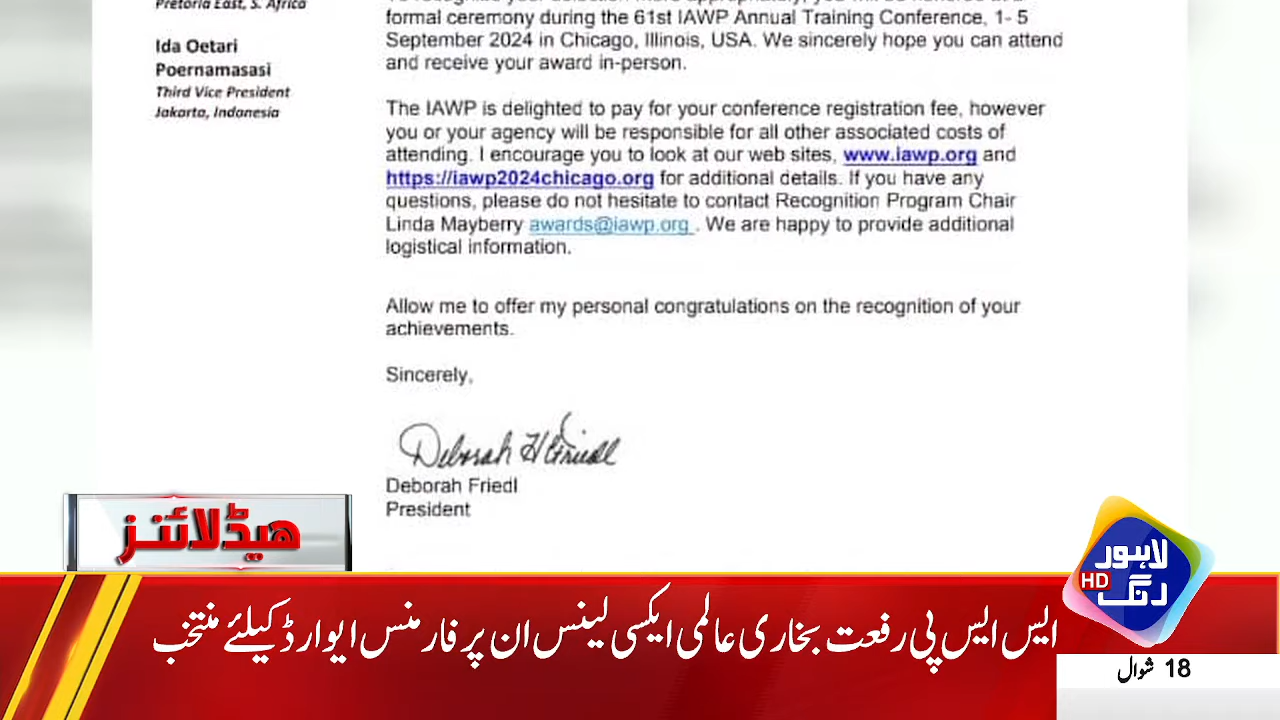 Pretoria East, S. Africa
Ida Oetari
Poernamasasi
Third Vice President
Jakarta, Indonesia
formal ceremony during the 61st IAWP Annual Training Conference, 1- 5
September 2024 in Chicago, Illinois, USA. We sincerely hope you can attend
and receive your award in-person.
The IAWP is delighted to pay for your conference registration fee, however
you or your agency will be responsible for all other associated costs of
attending. I encourage you to look at our web sites, www.iawp.org and
https://iawp2024chicago.org for additional details. If you have any
questions, please do not hesitate to contact Recognition Program Chair
Linda Mayberry awards@iawp.org . We are happy to provide additional
logistical information.
Allow me to offer my personal congratulations on the recognition of your
achievements.
Sincerely,
Deborah H Friedl
Deborah Friedl
President
ہیڈلائنز
لاہور
رنگ
HD
ایس ایس پی رفعت بخاری عالمی ایکسی لینس ان پرفارمنس ایوارڈ کیلئے منتخب
18 شوال